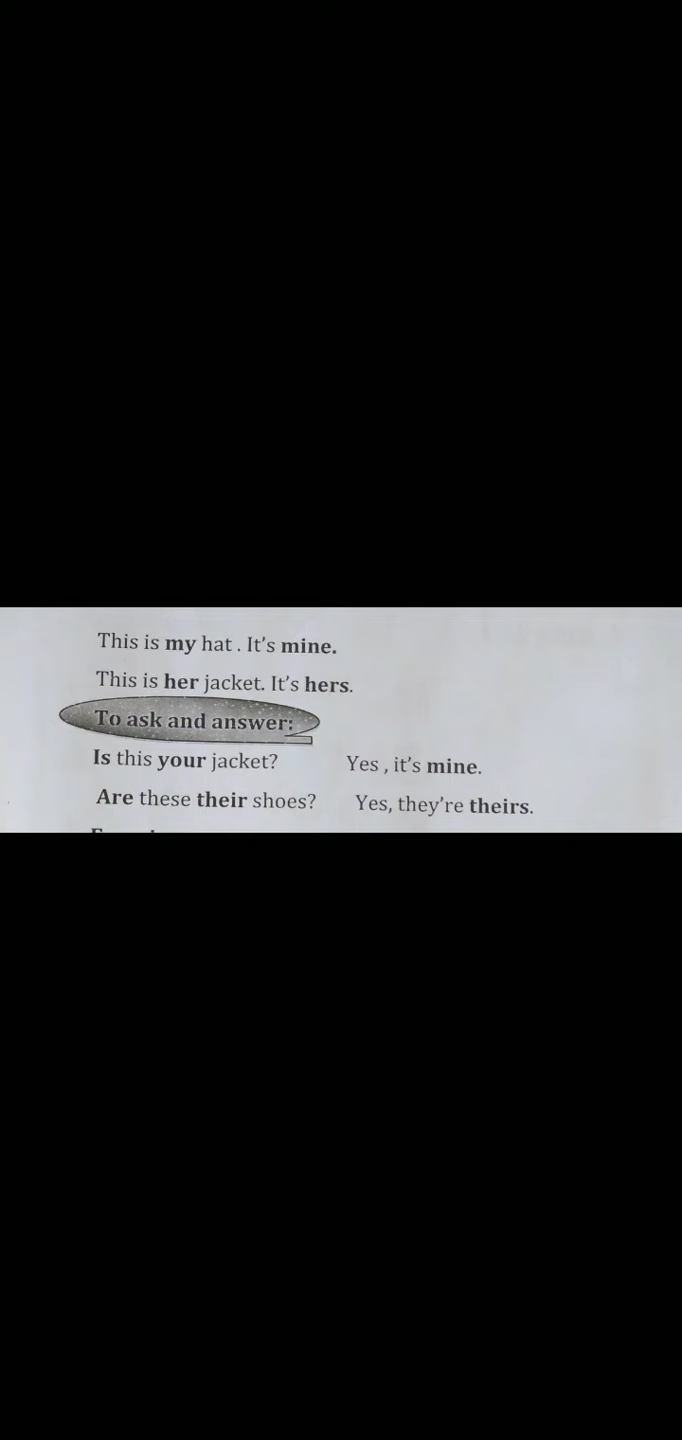 This is my hat . It's mine.
This is her jacket. It's hers.
To ask and answer:
Is this your jacket? Yes , it's mine.
Are these their shoes? Yes, they're theirs.